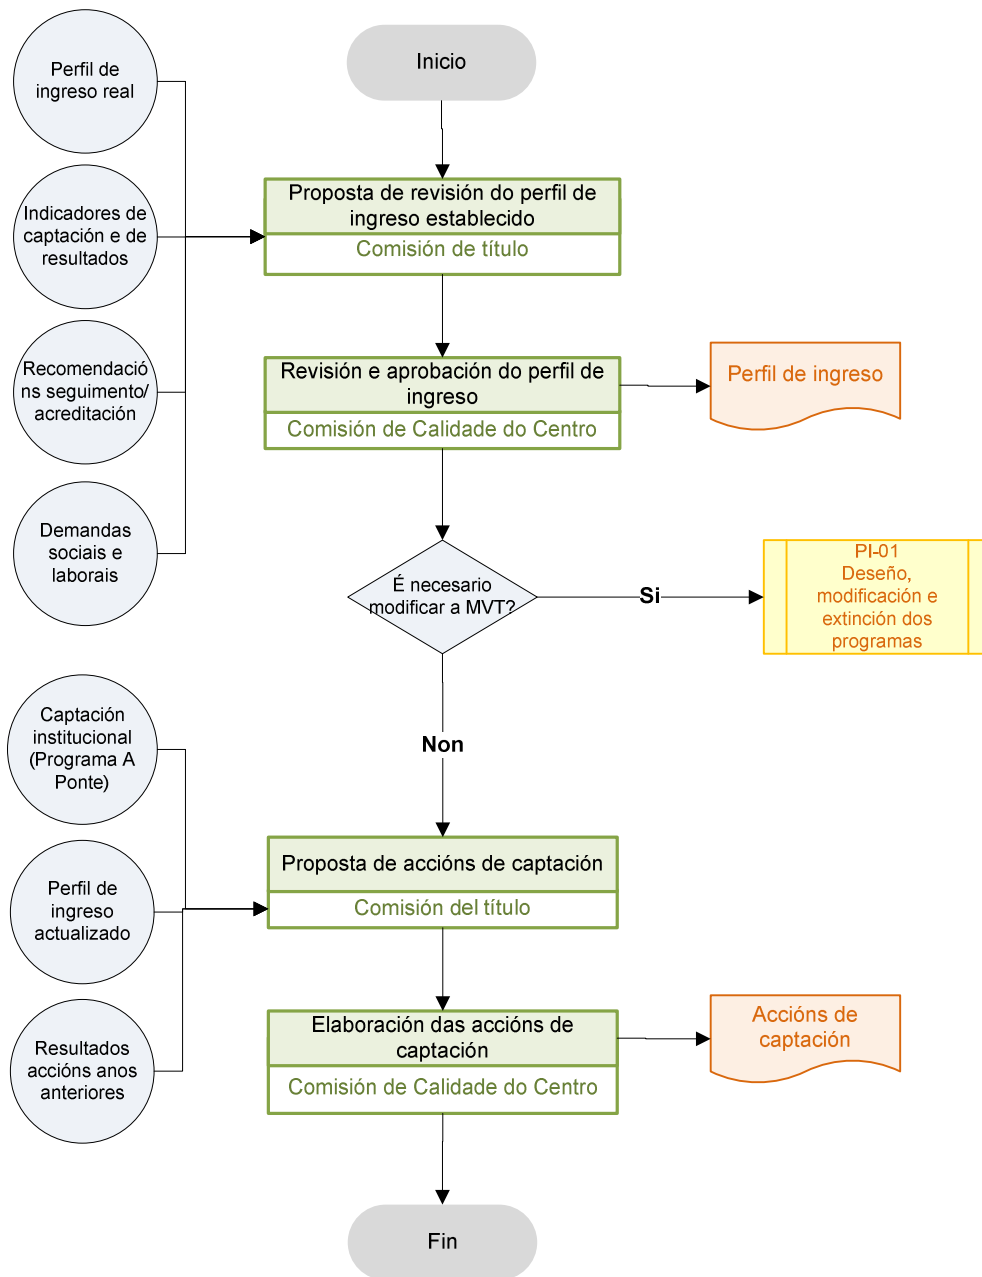 Inicio
Perfil de
ingreso real
Indicadores de
captación e de
resultados
Recomendació
ns seguimento/
acreditación
Demandas
sociais e
laborais
Proposta de revisión do perfil de
ingreso establecido
Comisión de título
Revisión e aprobación do perfil de
ingreso
Comisión de Calidade do Centro
Perfil de ingreso
É necesario
modificar a MVT?
Si
PI-01
Deseño,
modificación e
extinción dos
programas
Non
Captación
institucional
(Programa A
Ponte)
Perfil de
ingreso
actualizado
Resultados
accións anos
anteriores
Proposta de accións de captación
Comisión del título
Elaboración das accións de
captación
Comisión de Calidade do Centro
Accións de
captación
Fin